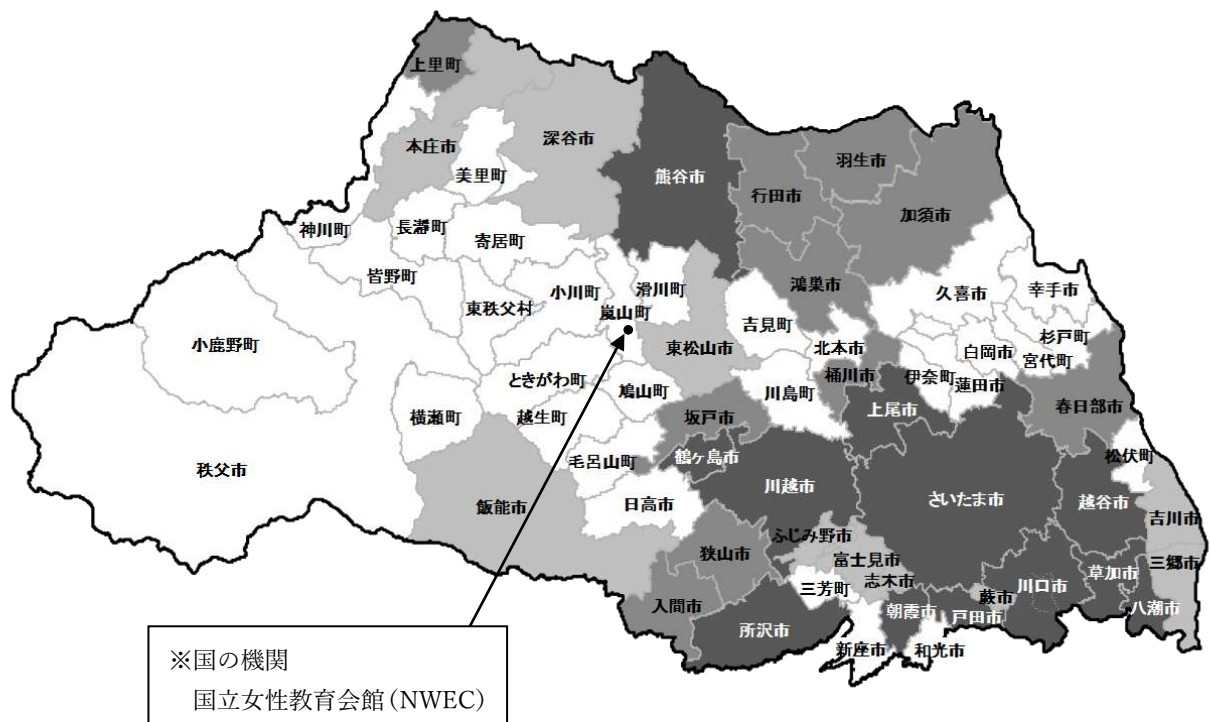 上里町
本庄市
深谷市
美里町
熊谷市
行田市
羽生市
加須市
神川町
長瀞町
寄居町
皆野町
東秩父村
小川町
嵐山町
滑川町
鴻巣市
吉見町
久喜市
幸手市
小鹿野町
東松山市
北本市
白岡市
杉戸町
宮代町
ときがわ町
鳩山町
川島町
桶川市
伊奈町
蓮田市
横瀬町
越生町
坂戸市
上尾市
春日部市
秩父市
毛呂山町
鶴ヶ島市
松伏町
飯能市
日高市
川越市
さいたま市
越谷市
吉川市
狭山市
ふじみ野市
富士見市
志木市
三芳町
入間市
所沢市
朝霞市
新座市
和光市
戸田市
蕨市
川口市
草加市
三郷市
八潮市
※国の機関
国立女性教育会館(NWEC)